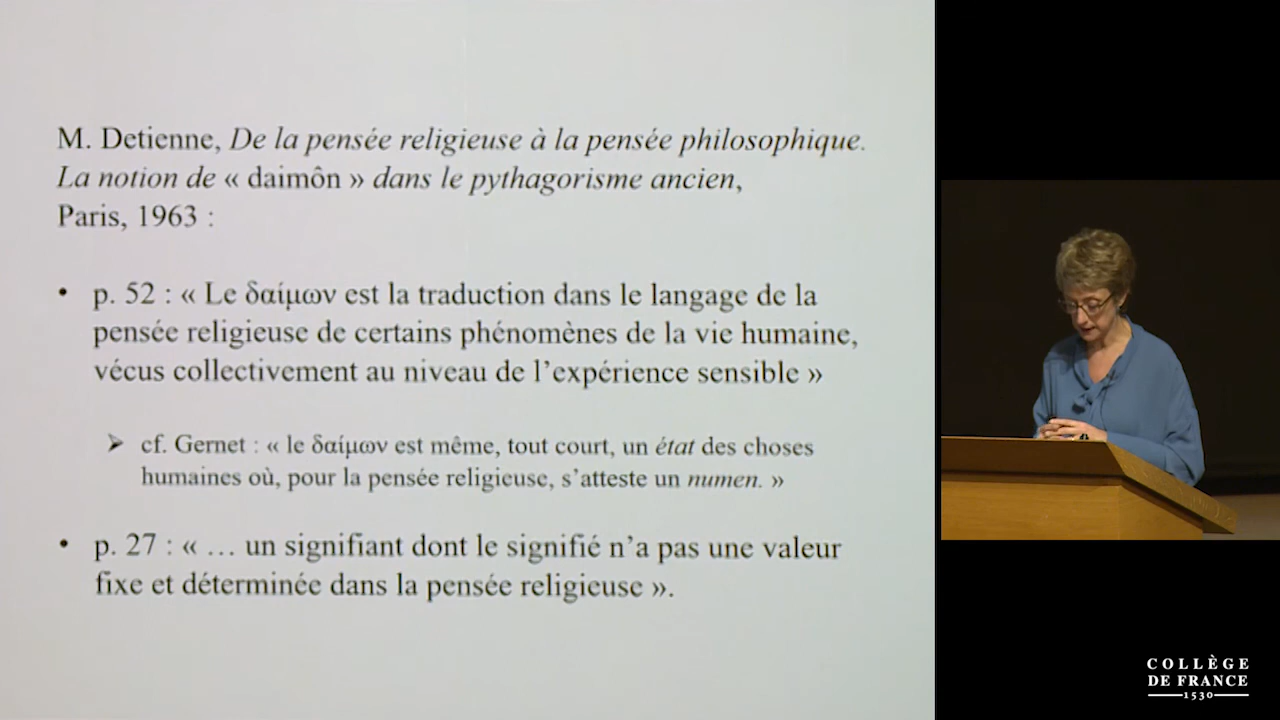 M. Detienne, De la pensée religieuse à la pensée philosophique.
La notion de « daimôn » dans le pythagorisme ancien,
Paris, 1963 :
• p. 52 : « Le δαίμων est la traduction dans le langage de la
pensée religieuse de certains phénomènes de la vie humaine,
vécus collectivement au niveau de l’expérience sensible »
➢ cf. Gernet : « le δαίμων est même, tout court, un état des choses
humaines où, pour la pensée religieuse, s’atteste un numen. »
• p. 27 : « … un signifiant dont le signifié n’a pas une valeur
fixe et déterminée dans la pensée religieuse ».
COLLÈGE
DE FRANCE
1530